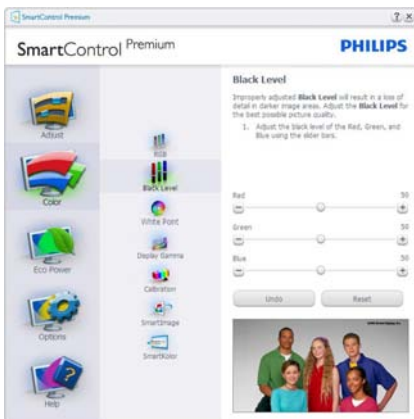 SmartControl Premium
SmartControl Premium
PHILIPS
Adjust
Color
Eco Power
Options
Help
RGB
Black Level
White Point
Display Gamma
Calibration
SmartImage
SmartKolor
Black Level
Improperly adjusted Black Level will result in a loss of
detail in darker image areas. Adjust the Black Level for
the best possible picture quality.
1. Adjust the black level of the Red, Green, and
Blue using the slider bars.
Red 50
Green 50
Blue 50
Undo Reset